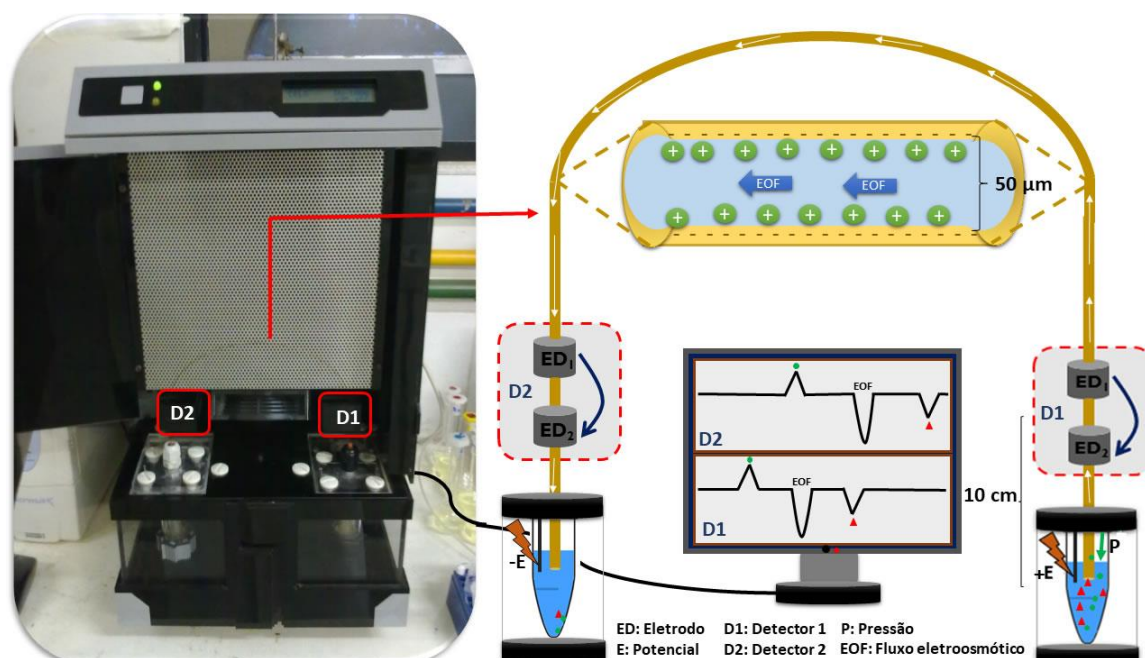 D2
D1
EOF
EOF
50 μm
ED1
D2
ED2
-E
EOF
D2
EOF
D1
10 cm
ED1
D1
ED2
P
+E
ED: Eletrodo D1: Detector 1 P: Pressão
E: Potencial D2: Detector 2 EOF: Fluxo eletroosmótico